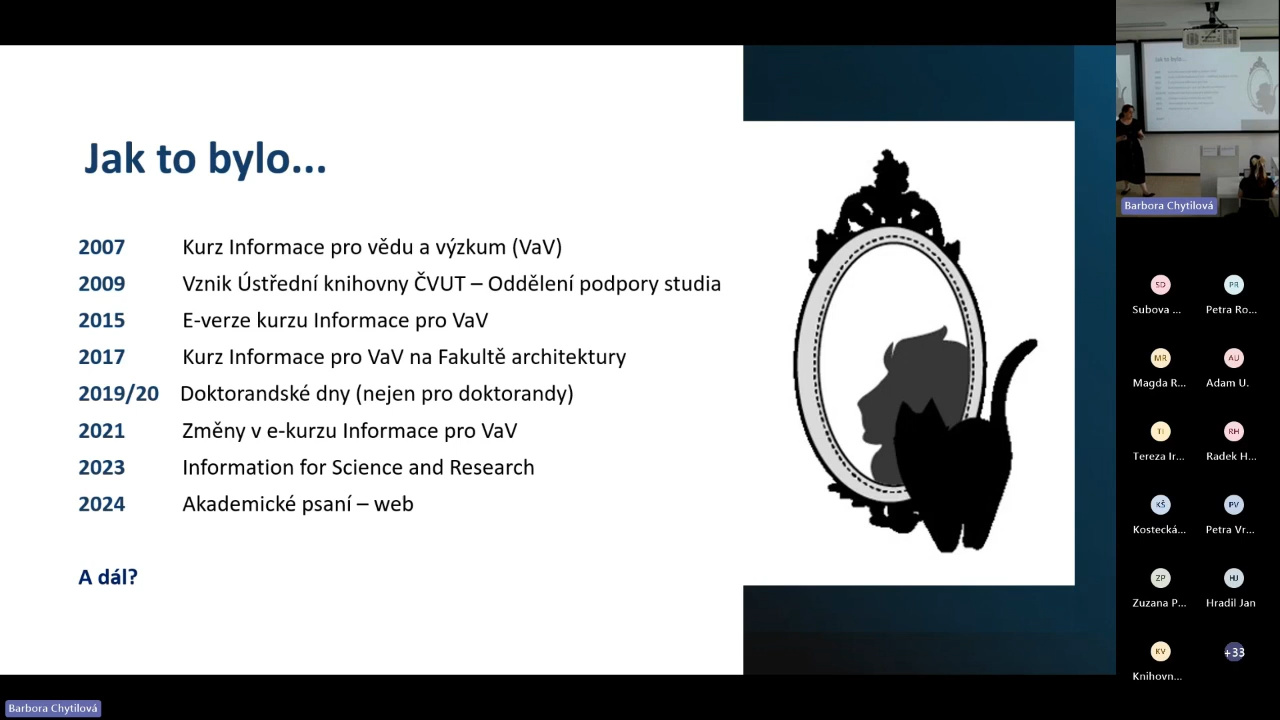 Jak to bylo...
2007 Kurz Informace pro vědu a výzkum (VaV)
2009 Vznik Ústřední knihovny ČVUT – Oddělení podpory studia
2015 E-verze kurzu Informace pro VaV
2017 Kurz Informace pro VaV na Fakultě architektury
2019/20 Doktorandské dny (nejen pro doktorandy)
2021 Změny v e-kurzu Informace pro VaV
2023 Information for Science and Research
2024 Akademické psaní – web
A dál?
Barbora Chytilová
Jak to bylo...
Barbora Chytilová
SD PR
Subova ... Petra Ro...
MR AU
Magda R... Adam U.
TI RH
Tereza Ir... Radek H...
KŠ PV
Kostecká... Petra Vr...
ZP HJ
Zuzana P... Hradil Jan
KV +33
Knihovn...